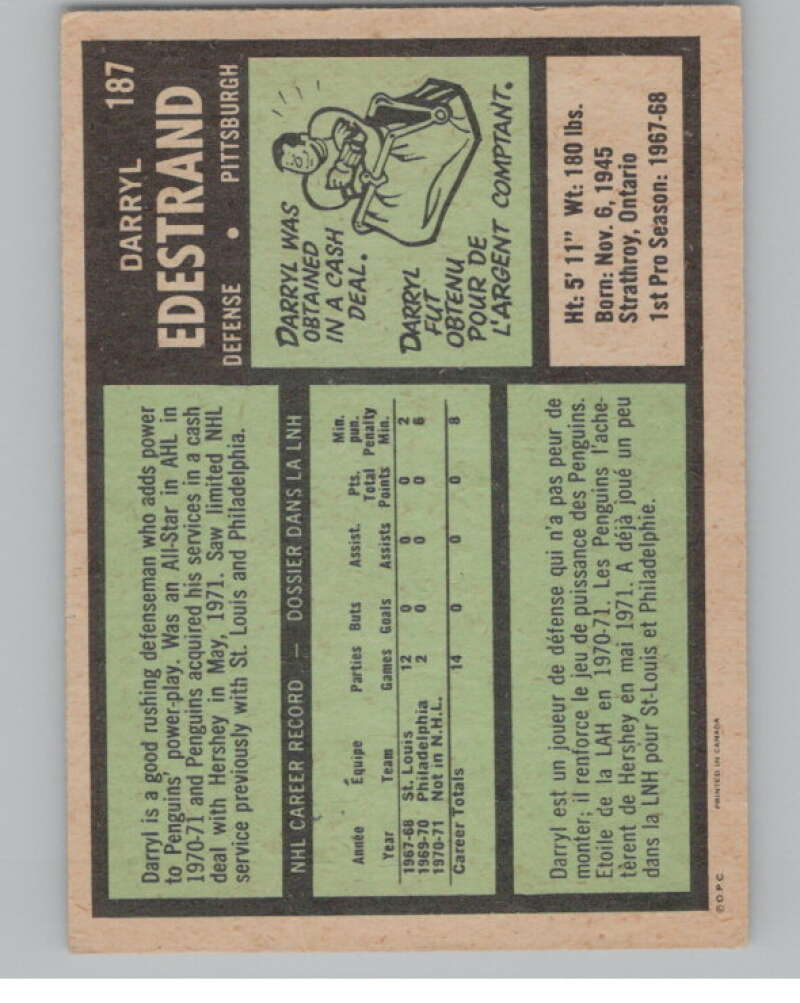 DARRYL 187
EDESTRAND
DEFENSE • PITTSBURGH
Darryl is a good rushing defenseman who adds power
to Penguins' power-play. Was an All-Star in AHL in
1970-71 and Penguins acquired his services in a cash
deal with Hershey in May, 1971. Saw limited NHL
service previously with St. Louis and Philadelphia.
NHL CAREER RECORD — DOSSIER DANS LA LNH
Année Équipe Parties Buts Assist. Pts. Min. pun.
Year Team Games Goals Assists Total Points Penalty Min.
1967-68 St. Louis 12 0 0 0 2
1969-70 Philadelphia 2 0 0 0 6
1970-71 Not in N.H.L.
Career Totals 14 0 0 0 8
Darryl est un joueur de défense qui n'a pas peur de
monter; il renforce le jeu de puissance des Penguins.
Etoile de la LAH en 1970-71. Les Penguins l'ache-
tèrent de Hershey en mai 1971. A déjà joué un peu
dans la LNH pour St-Louis et Philadelphie.
DARRYL WAS
OBTAINED
IN A CASH
DEAL.
DARRYL
FUT
OBTENU
POUR DE
L'ARGENT COMPTANT.
Ht: 5' 11" Wt: 180 lbs.
Born: Nov. 6, 1945
Strathroy, Ontario
1st Pro Season: 1967-68
©O.P.C. PRINTED IN CANADA